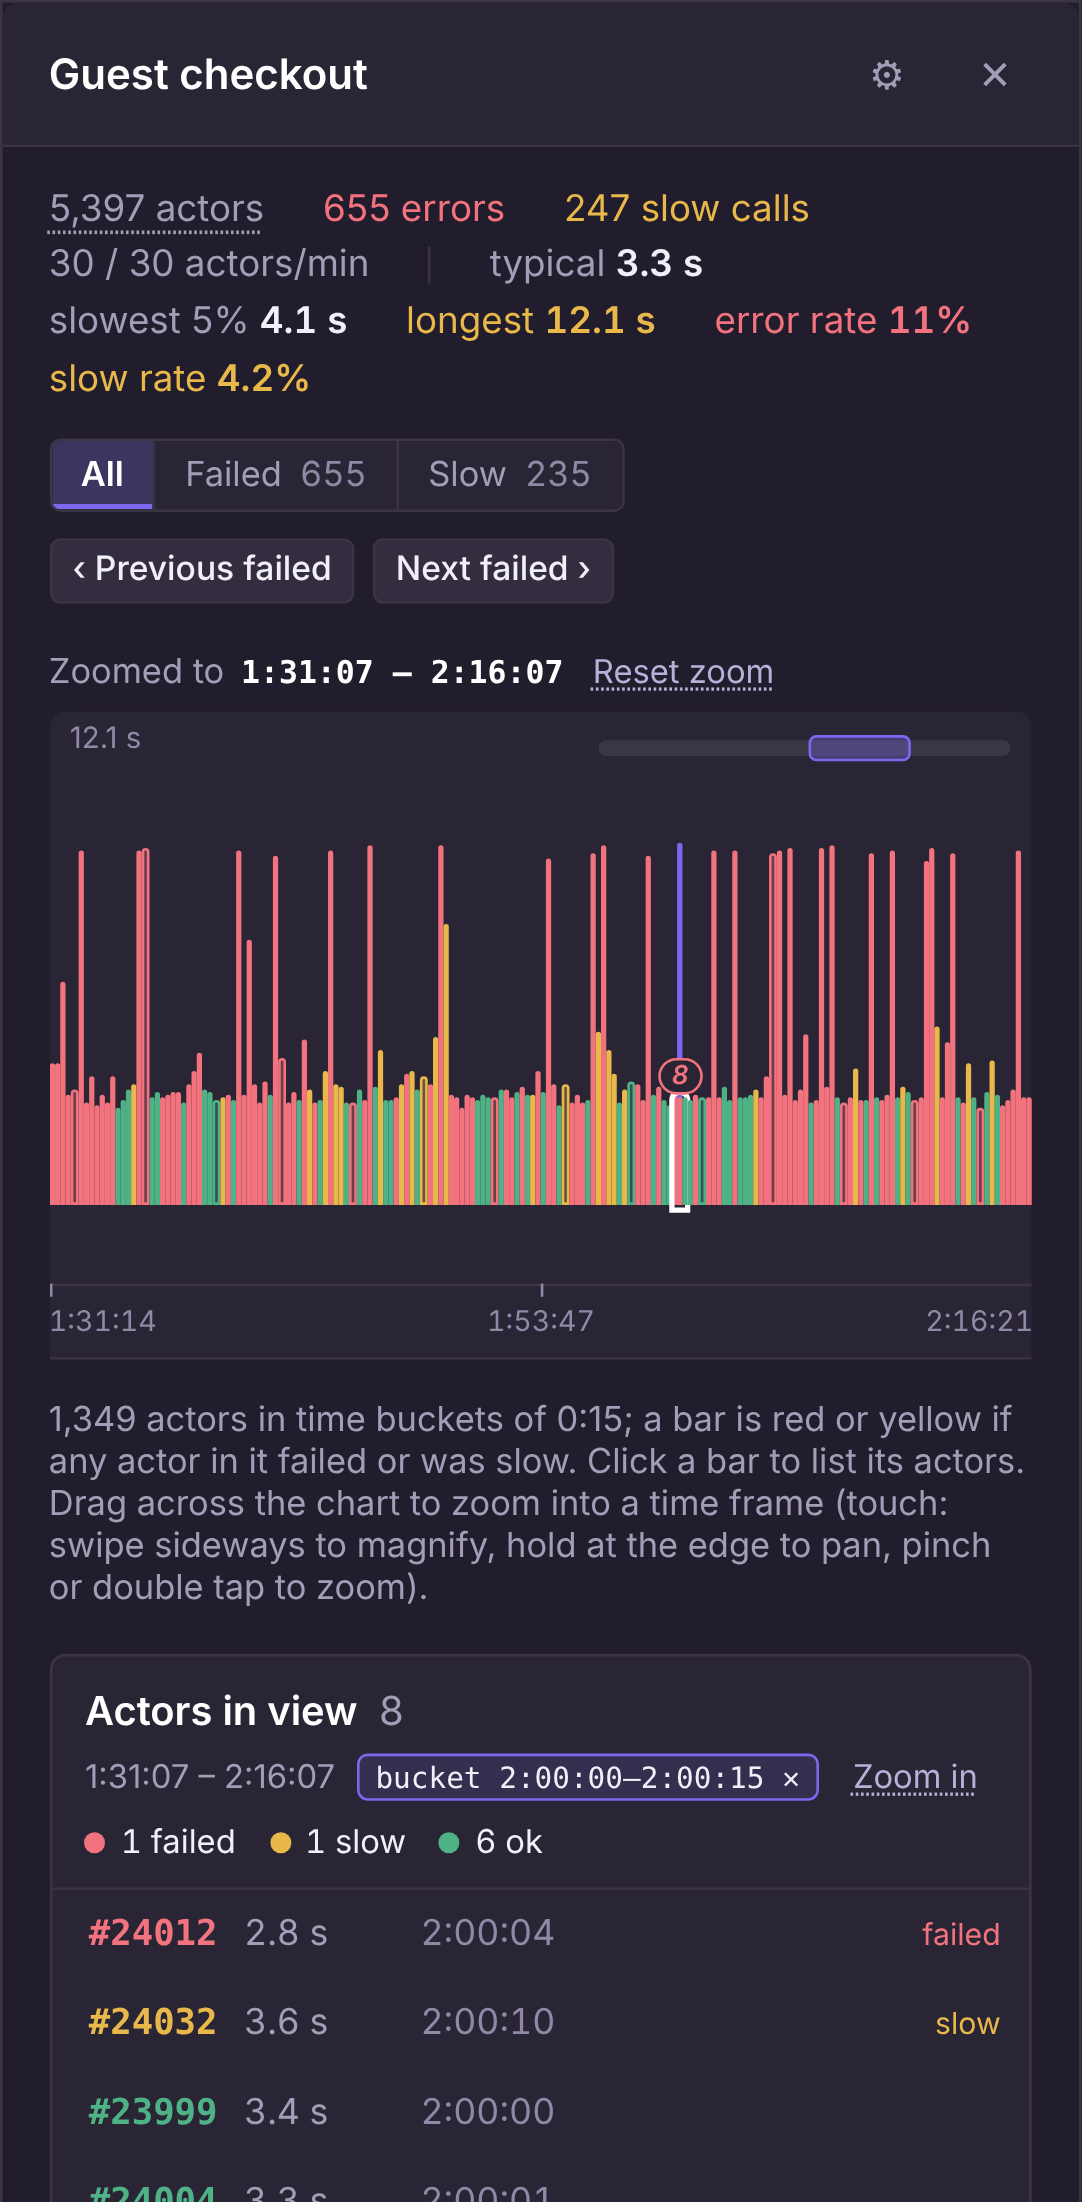 Guest checkout
5,397 actors 655 errors 247 slow calls
30 / 30 actors/min typical 3.3 s
slowest 5% 4.1 s longest 12.1 s error rate 11%
slow rate 4.2%
All Failed 655 Slow 235
‹ Previous failed Next failed ›
Zoomed to 1:31:07 – 2:16:07 Reset zoom
12.1 s
8
1:31:14 1:53:47 2:16:21
1,349 actors in time buckets of 0:15; a bar is red or yellow if
any actor in it failed or was slow. Click a bar to list its actors.
Drag across the chart to zoom into a time frame (touch:
swipe sideways to magnify, hold at the edge to pan, pinch
or double tap to zoom).
Actors in view 8
1:31:07 – 2:16:07 bucket 2:00:00–2:00:15 × Zoom in
1 failed 1 slow 6 ok
#24012 2.8 s 2:00:04 failed
#24032 3.6 s 2:00:10 slow
#23999 3.4 s 2:00:00
#24004 3.3 s 2:00:01